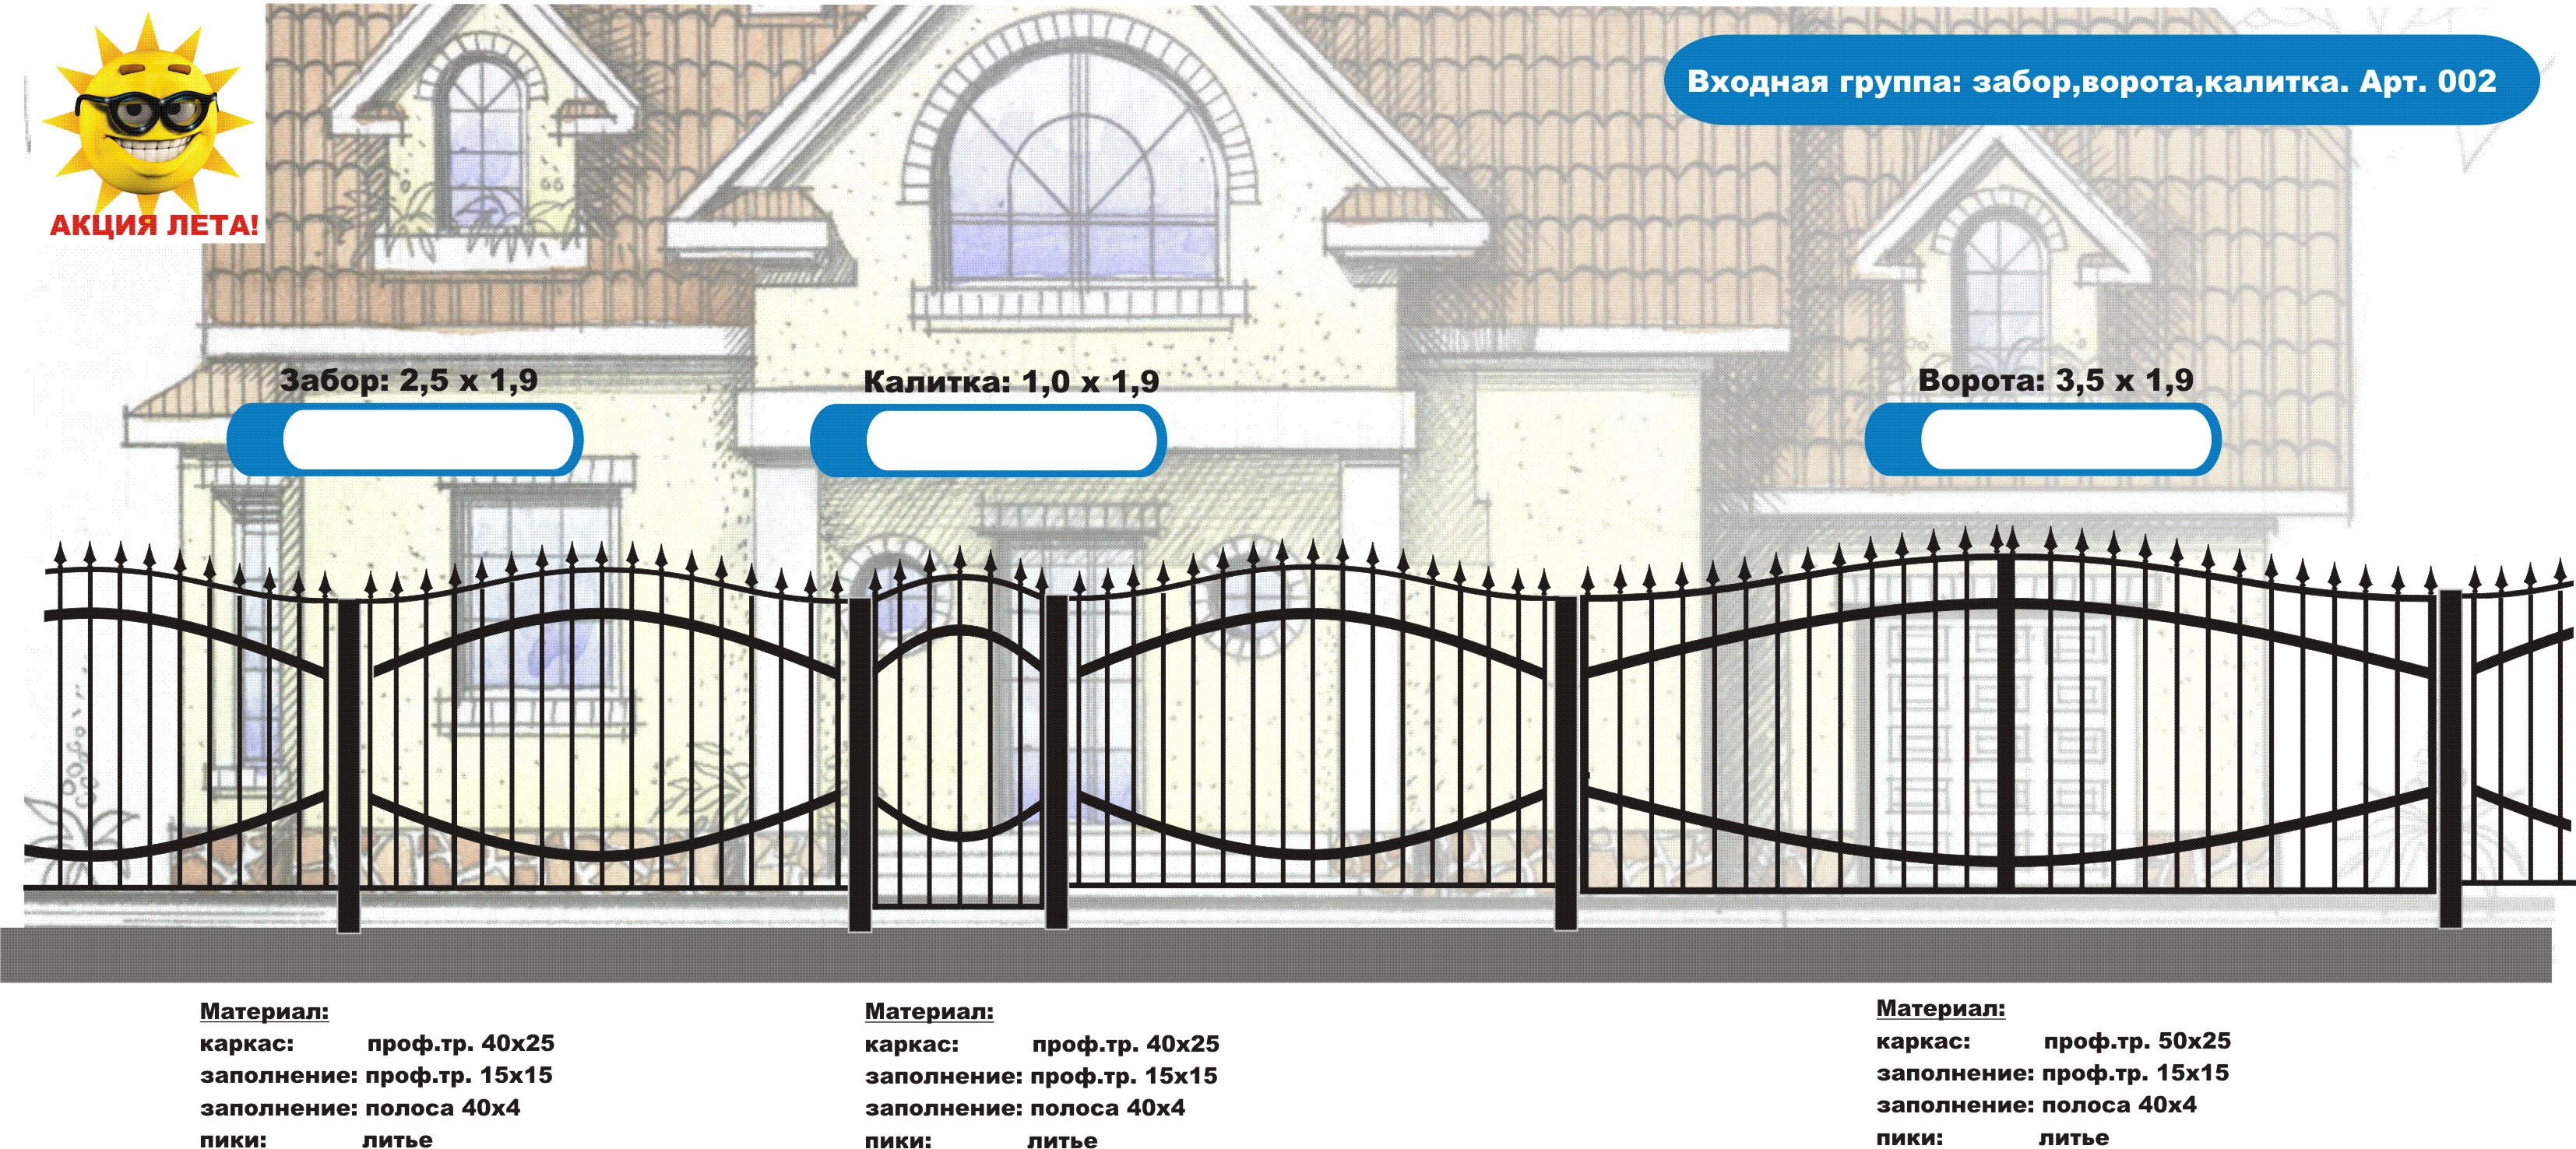 Входная группа: забор,ворота,калитка. Арт. 002
АКЦИЯ ЛЕТА!
Забор: 2,5 х 1,9
Калитка: 1,0 х 1,9
Ворота: 3,5 х 1,9
Материал:
каркас: проф.тр. 40х25
заполнение: проф.тр. 15х15
заполнение: полоса 40х4
пики: литье
Материал:
каркас: проф.тр. 40х25
заполнение: проф.тр. 15х15
заполнение: полоса 40х4
пики: литье
Материал:
каркас: проф.тр. 50х25
заполнение: проф.тр. 15х15
заполнение: полоса 40х4
пики: литье